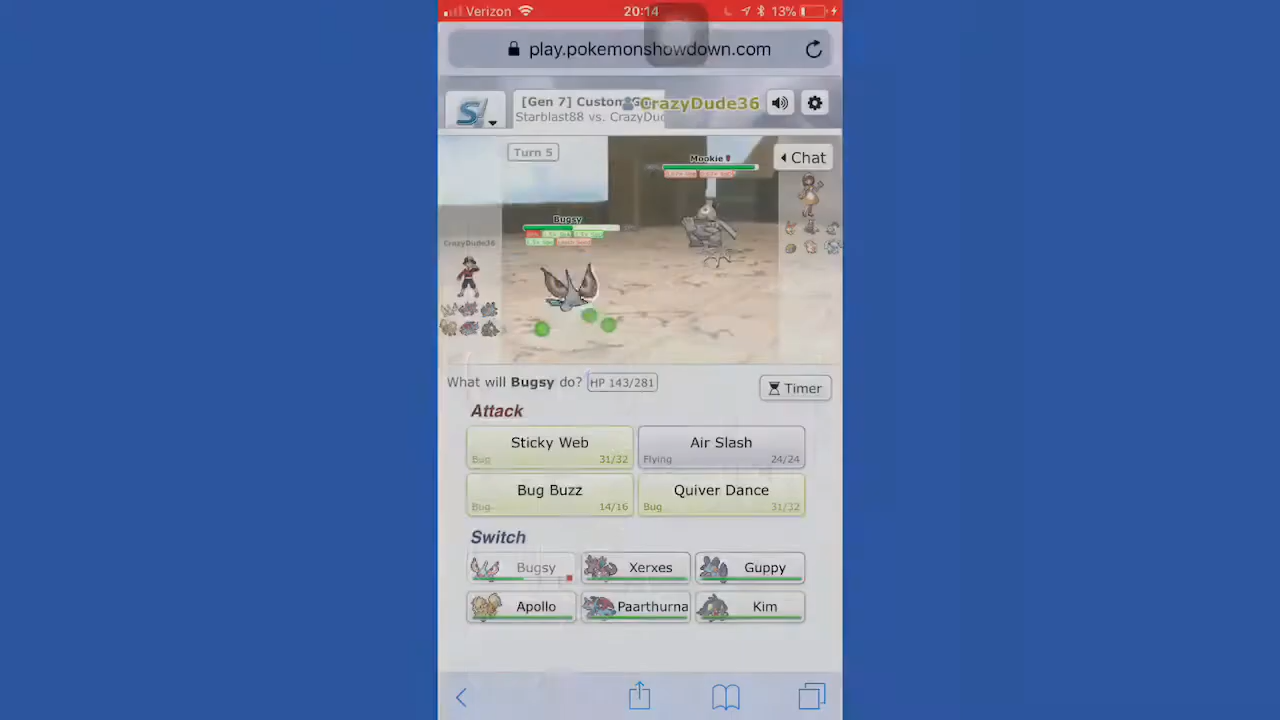 Verizon 20:14 13%
play.pokemonshowdown.com
[Gen 7] Custom G
Starblast88 vs. CrazyDud
CrazyDude36
Turn 5
Mookie
Chat
Bugsy
CrazyDude36
What will Bugsy do? HP 143/281
Timer
Attack
Sticky Web
Bug 31/32
Air Slash
Flying 24/24
Bug Buzz
Bug 14/16
Quiver Dance
Bug 31/32
Switch
Bugsy
Xerxes
Guppy
Apollo
Paarthurna
Kim